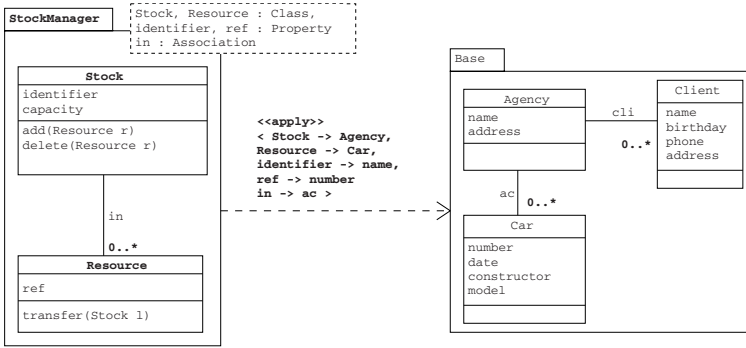 StockManager
Stock, Resource : Class,
identifier, ref : Property
in : Association
Stock
identifier
capacity
add(Resource r)
delete(Resource r)
in
0..*
Resource
ref
transfer(Stock l)
<<apply>>
< Stock -> Agency,
Resource -> Car,
identifier -> name,
ref -> number
in -> ac >
Base
Agency
name
address
cli
0..*
Client
name
birthday
phone
address
ac
0..*
Car
number
date
constructor
model